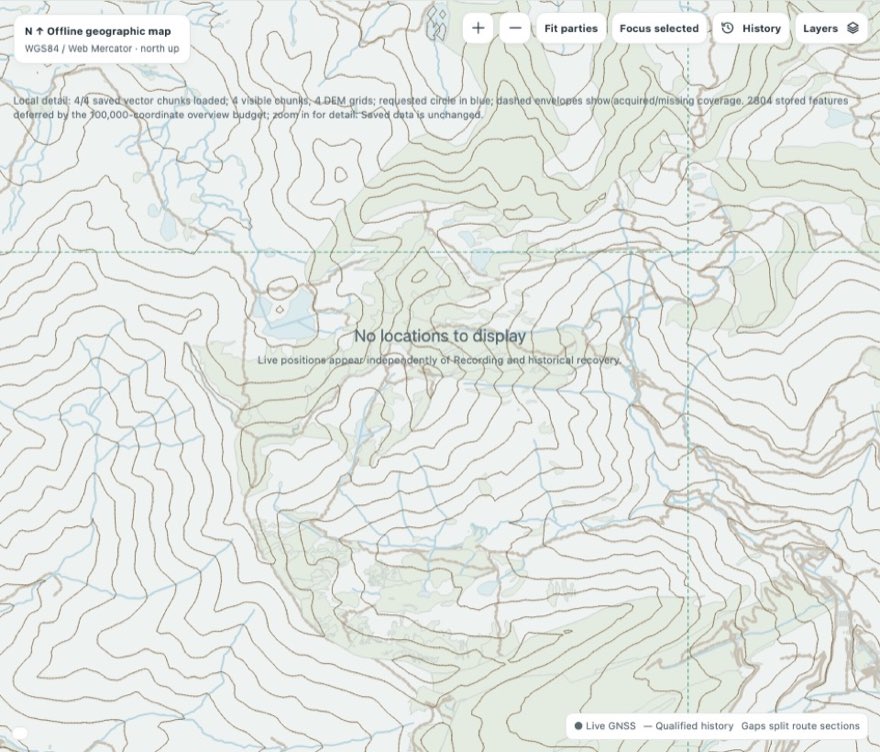 N ↑ Offline geographic map
WGS84 / Web Mercator · north up
Fit parties
Focus selected
History
Layers
Local detail: 4/4 saved vector chunks loaded; 4 visible chunks, 4 DEM grids; requested circle in blue; dashed envelopes show acquired/missing coverage. 2804 stored features
deferred by the 100,000-coordinate overview budget; zoom in for detail. Saved data is unchanged.
No locations to display
Live positions appear independently of Recording and historical recovery.
● Live GNSS — Qualified history Gaps split route sections